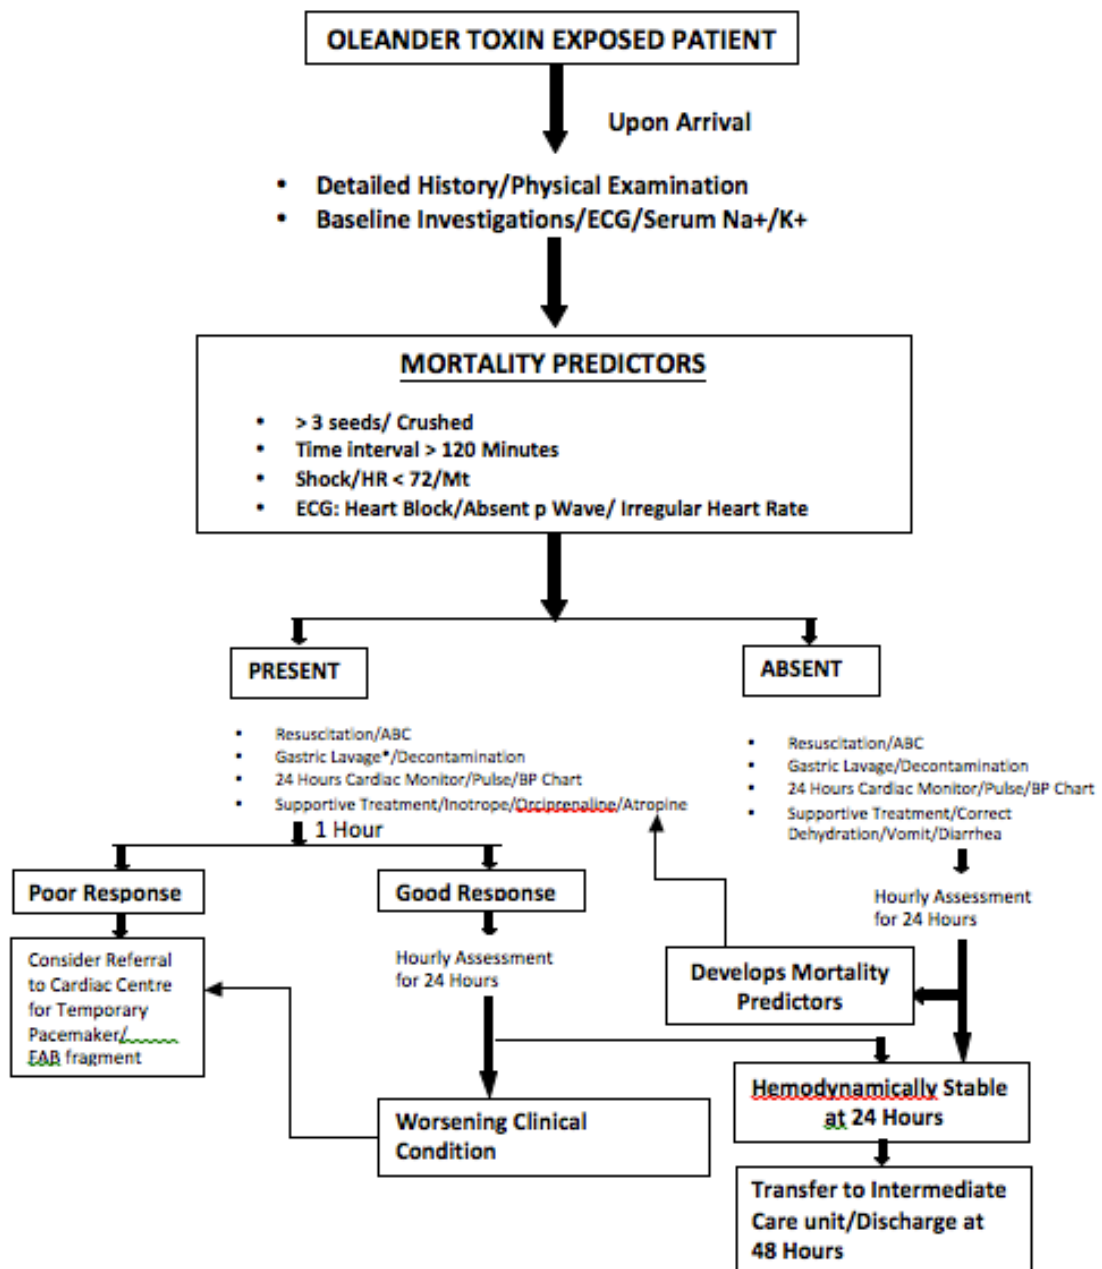 OLEANDER TOXIN EXPOSED PATIENT
Upon Arrival
• Detailed History/Physical Examination
• Baseline Investigations/ECG/Serum Na+/K+
MORTALITY PREDICTORS
• > 3 seeds/ Crushed
• Time interval > 120 Minutes
• Shock/HR < 72/Mt
• ECG: Heart Block/Absent p Wave/ Irregular Heart Rate
PRESENT
▪ Resuscitation/ABC
▪ Gastric Lavage*/Decontamination
▪ 24 Hours Cardiac Monitor/Pulse/BP Chart
▪ Supportive Treatment/Inotrope/Orciprenaline/Atropine
ABSENT
▪ Resuscitation/ABC
▪ Gastric Lavage/Decontamination
▪ 24 Hours Cardiac Monitor/Pulse/BP Chart
▪ Supportive Treatment/Correct
Dehydration/Vomit/Diarrhea
1 Hour
Poor Response
Good Response
Consider Referral
to Cardiac Centre
for Temporary
Pacemaker/
FAB fragment
Hourly Assessment
for 24 Hours
Hourly Assessment
for 24 Hours
Develops Mortality
Predictors
Worsening Clinical
Condition
Hemodynamically Stable
at 24 Hours
Transfer to Intermediate
Care unit/Discharge at
48 Hours